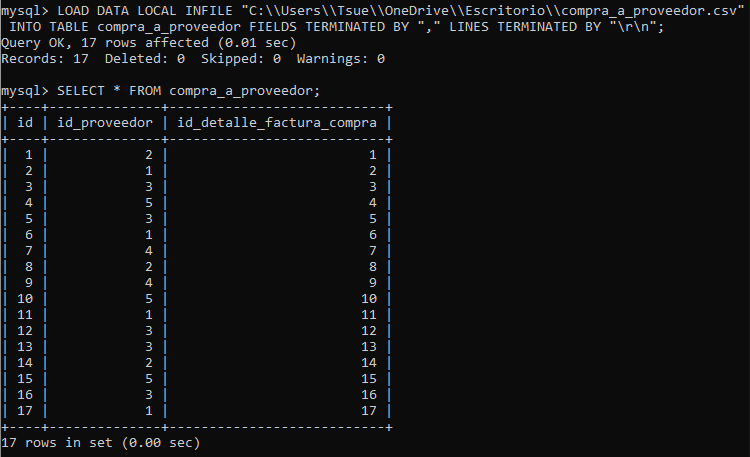 mysql> LOAD DATA LOCAL INFILE "C:\\Users\\Tsue\\OneDrive\\Escritorio\\compra_a_proveedor.csv"
 INTO TABLE compra_a_proveedor FIELDS TERMINATED BY "," LINES TERMINATED BY "\r\n";
Query OK, 17 rows affected (0.01 sec)
Records: 17  Deleted: 0  Skipped: 0  Warnings: 0

mysql> SELECT * FROM compra_a_proveedor;
+----+--------------+---------------------------+
| id | id_proveedor | id_detalle_factura_compra |
+----+--------------+---------------------------+
|  1 |            2 |                         1 |
|  2 |            1 |                         2 |
|  3 |            3 |                         3 |
|  4 |            5 |                         4 |
|  5 |            3 |                         5 |
|  6 |            1 |                         6 |
|  7 |            4 |                         7 |
|  8 |            2 |                         8 |
|  9 |            4 |                         9 |
| 10 |            5 |                        10 |
| 11 |            1 |                        11 |
| 12 |            3 |                        12 |
| 13 |            3 |                        13 |
| 14 |            2 |                        14 |
| 15 |            5 |                        15 |
| 16 |            3 |                        16 |
| 17 |            1 |                        17 |
+----+--------------+---------------------------+
17 rows in set (0.00 sec)